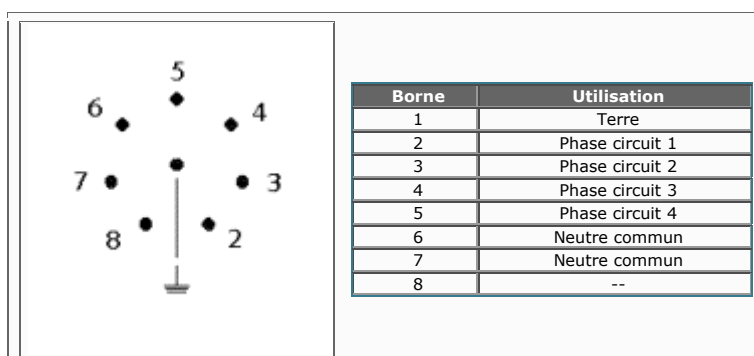 5
6
4
7
3
8
2
Borne Utilisation
1 Terre
2 Phase circuit 1
3 Phase circuit 2
4 Phase circuit 3
5 Phase circuit 4
6 Neutre commun
7 Neutre commun
8 --